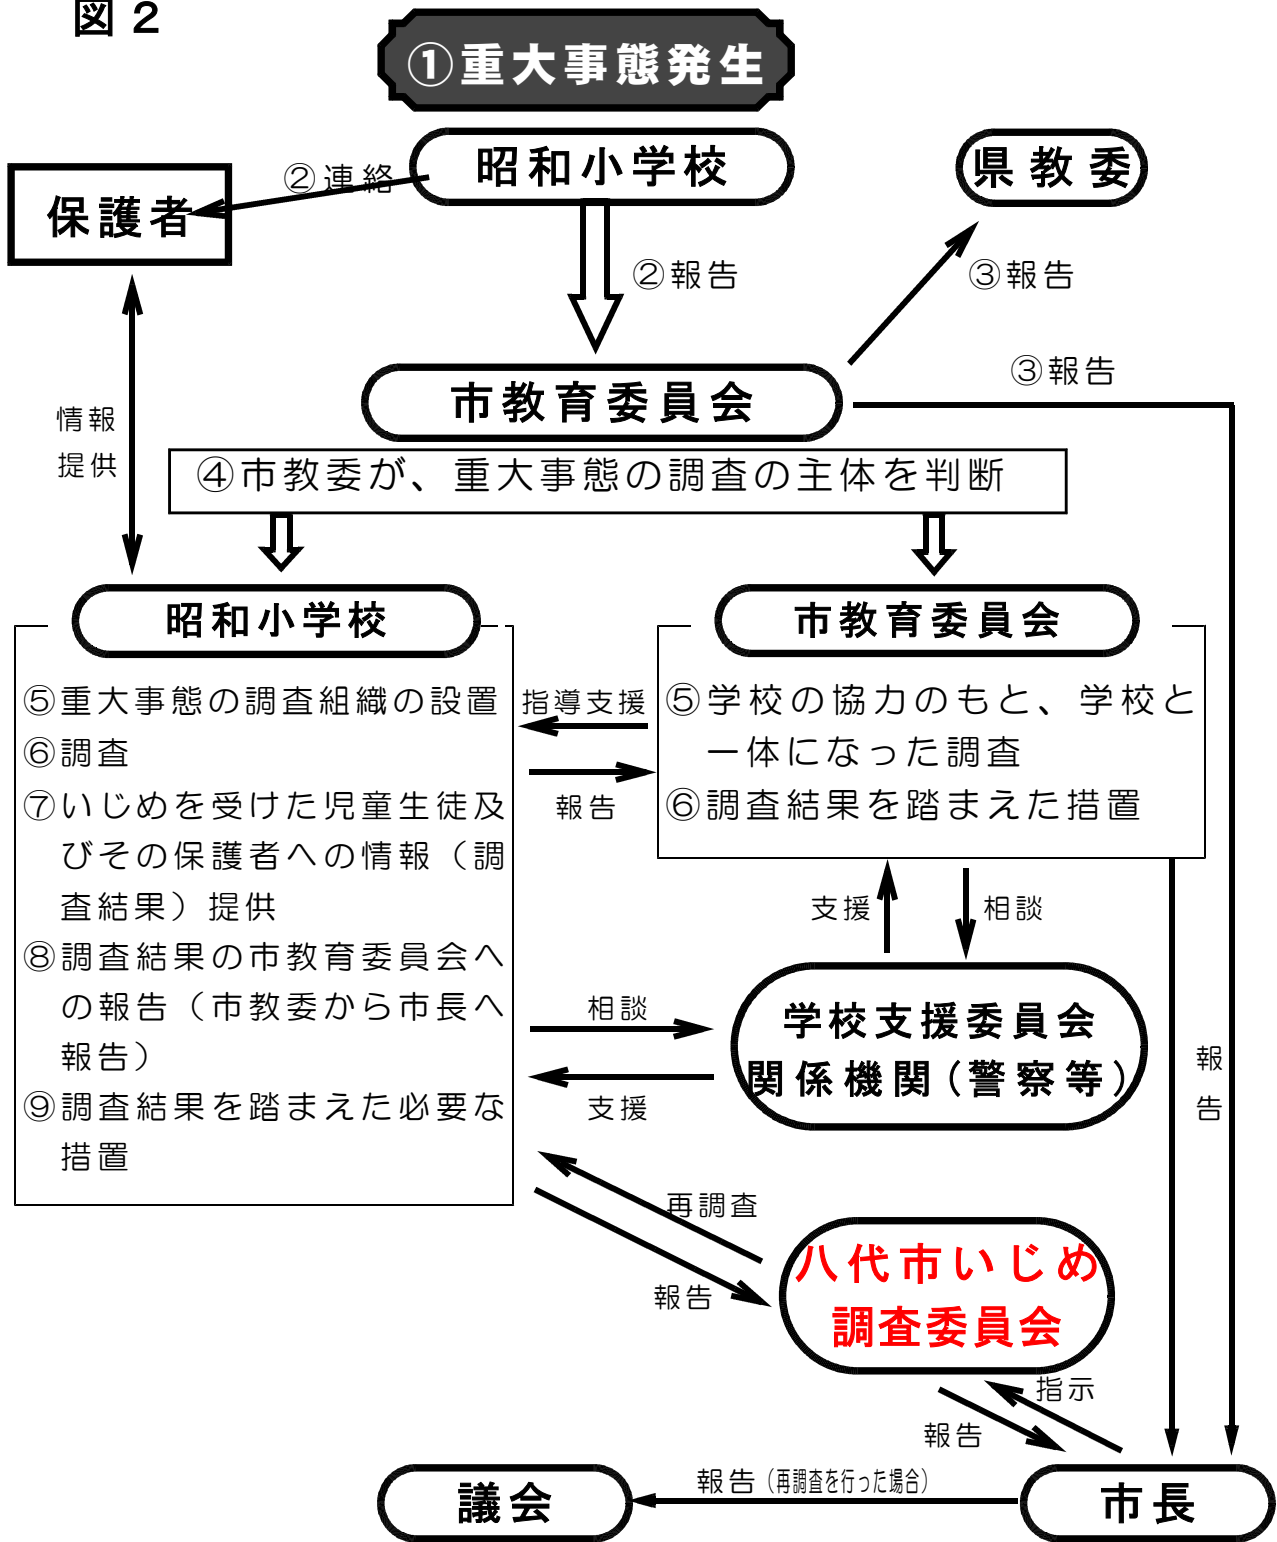 図２
①重大事態発生
昭和小学校
県教委
②連絡
保護者
②報告
③報告
③報告
市教育委員会
情報
提供
④市教委が、重大事態の調査の主体を判断
昭和小学校
市教育委員会
⑤重大事態の調査組織の設置
⑥調査
⑦いじめを受けた児童生徒及
びその保護者への情報（調
査結果）提供
⑧調査結果の市教育委員会へ
の報告（市教委から市長へ
報告）
⑨調査結果を踏まえた必要な
措置
指導支援
報告
⑤学校の協力のもと、学校と
一体になった調査
⑥調査結果を踏まえた措置
支援
相談
相談
支援
学校支援委員会
関係機関（警察等）
報
告
再調査
報告
八代市いじめ
調査委員会
指示
報告
報告（再調査を行った場合）
議会
市長